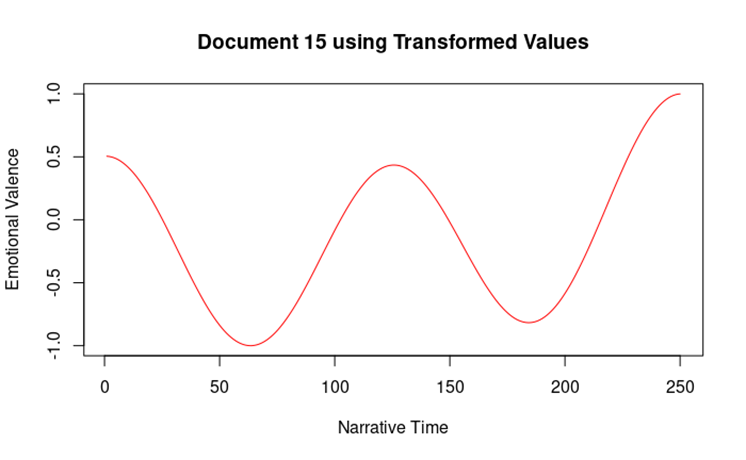 Document 15 using Transformed Values
Emotional Valence
1.0
0.5
0.0
-0.5
-1.0
0 50 100 150 200 250
Narrative Time